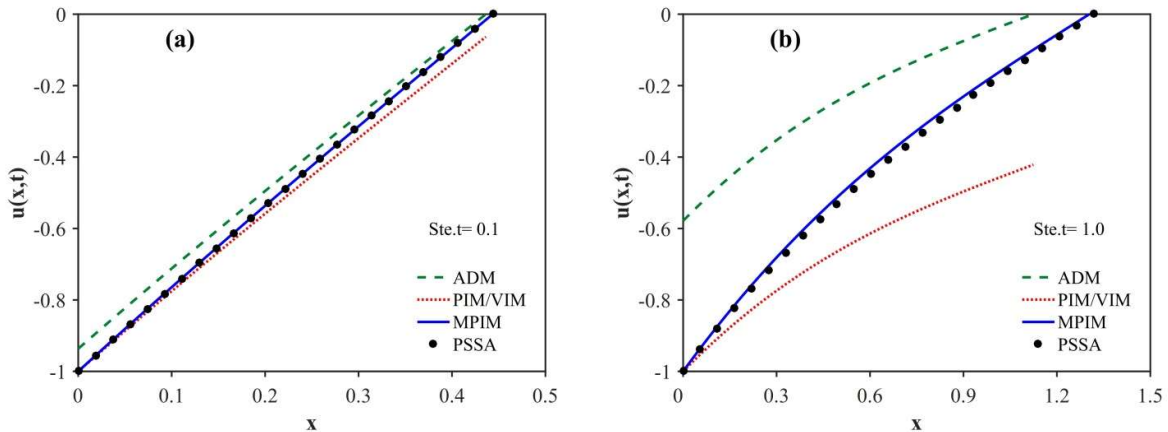 (a)
u(x,t)
0
-0.2
-0.4
-0.6
-0.8
-1
0 0.1 0.2 0.3 0.4 0.5
x
Ste.t= 0.1
ADM
PIM/VIM
MPIM
PSSA
(b)
u(x,t)
0
-0.2
-0.4
-0.6
-0.8
-1
0 0.3 0.6 0.9 1.2 1.5
x
Ste.t= 1.0
ADM
PIM/VIM
MPIM
PSSA